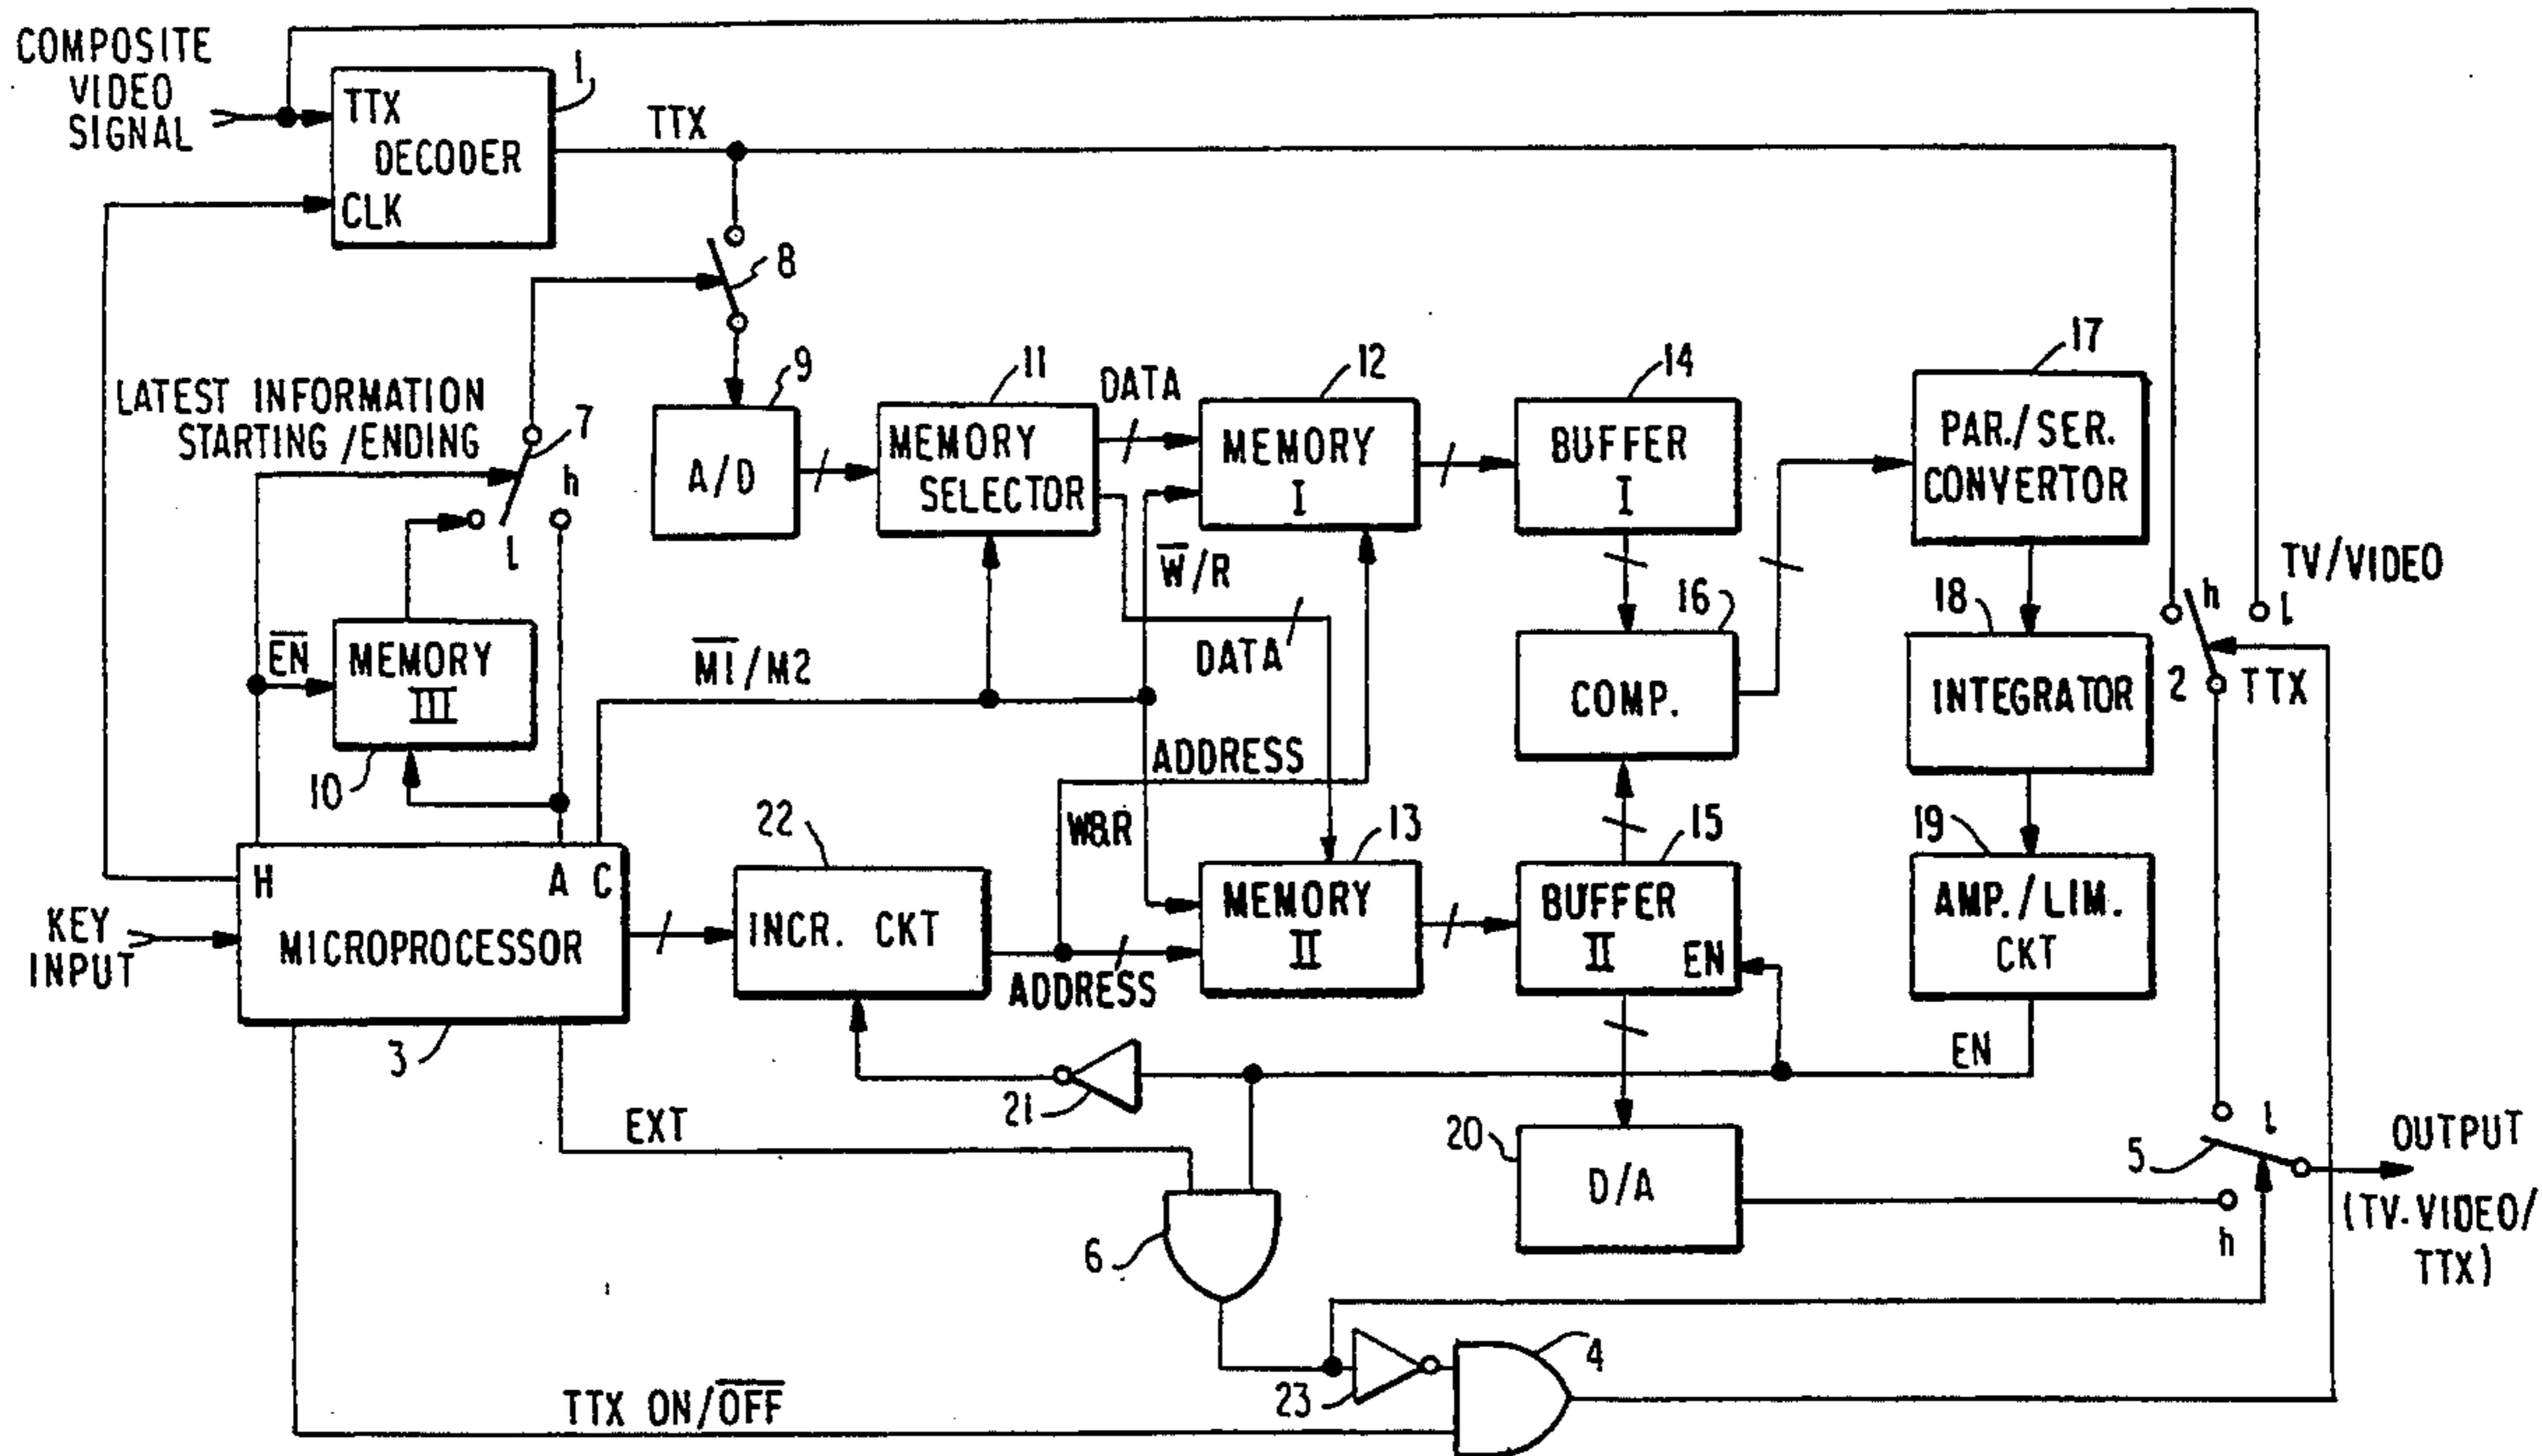 COMPOSITE
VIDEO
SIGNAL
1
TTX
DECODER
CLK
TTX
8
LATEST INFORMATION
STARTING /ENDING
7
h
l
9
A/D
11
MEMORY
SELECTOR
DATA
12
MEMORY
I
14
BUFFER
I
17
PAR./SER.
CONVERTOR
W̅/R
DATA
16
COMP.
18
INTEGRATOR
TV/VIDEO
h
l
2
TTX
E̅N̅
MEMORY
III
10
M̅1̅/M2
ADDRESS
W&R
22
INCR. CKT
ADDRESS
13
MEMORY
II
15
BUFFER
II
EN
19
AMP./LIM.
CKT
H
A
C
KEY
INPUT
MICROPROCESSOR
3
21
EN
EXT
20
D/A
5
l
h
OUTPUT
(TV-VIDEO/
TTX)
6
23
4
TTX ON/O̅F̅F̅